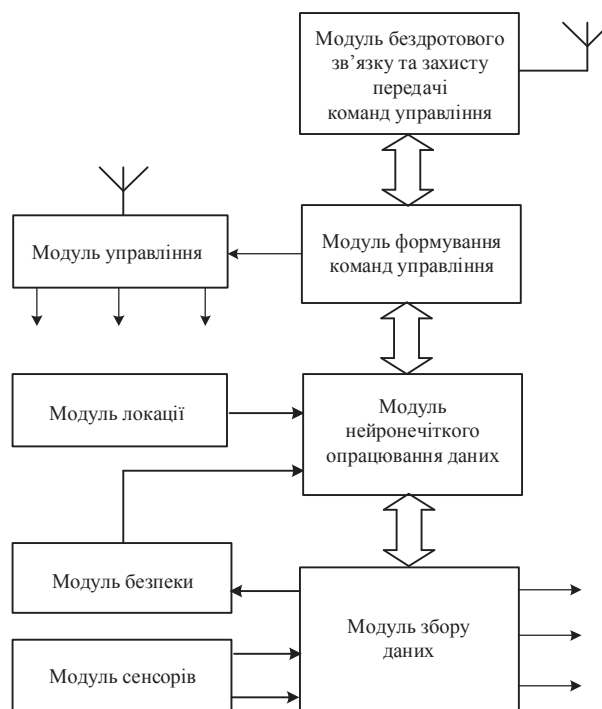 Модуль бездротового
зв’язку та захисту
передачі
команд управління
Модуль управління
Модуль формування
команд управління
Модуль локації
Модуль
нейронечіткого
опрацювання даних
Модуль безпеки
Модуль збору
даних
Модуль сенсорів